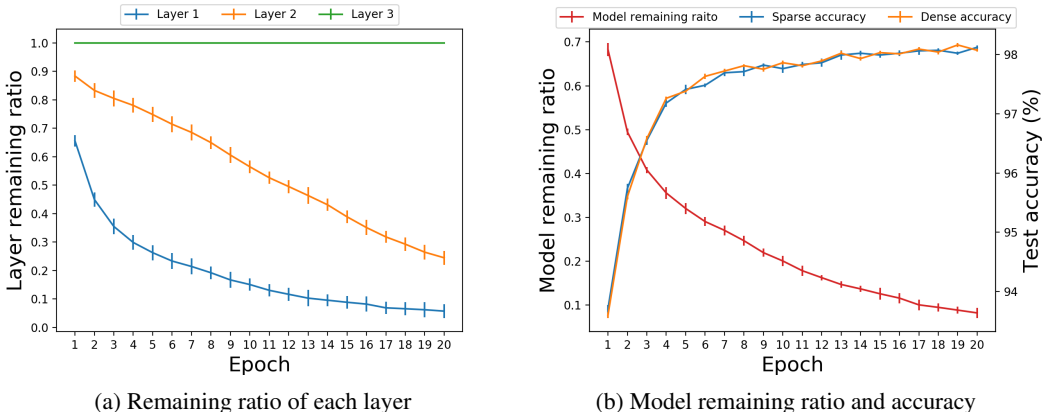 Layer 1 Layer 2 Layer 3
1.0
0.9
0.8
0.7
0.6
0.5
0.4
0.3
0.2
0.1
0.0
Layer remaining ratio
1 2 3 4 5 6 7 8 9 10 11 12 13 14 15 16 17 18 19 20
Epoch
(a) Remaining ratio of each layer
Model remaining raito Sparse accuracy Dense accuracy
0.7
0.6
0.5
0.4
0.3
0.2
0.1
Model remaining ratio
98
97
96
95
94
Test accuracy (%)
1 2 3 4 5 6 7 8 9 10 11 12 13 14 15 16 17 18 19 20
Epoch
(b) Model remaining ratio and accuracy